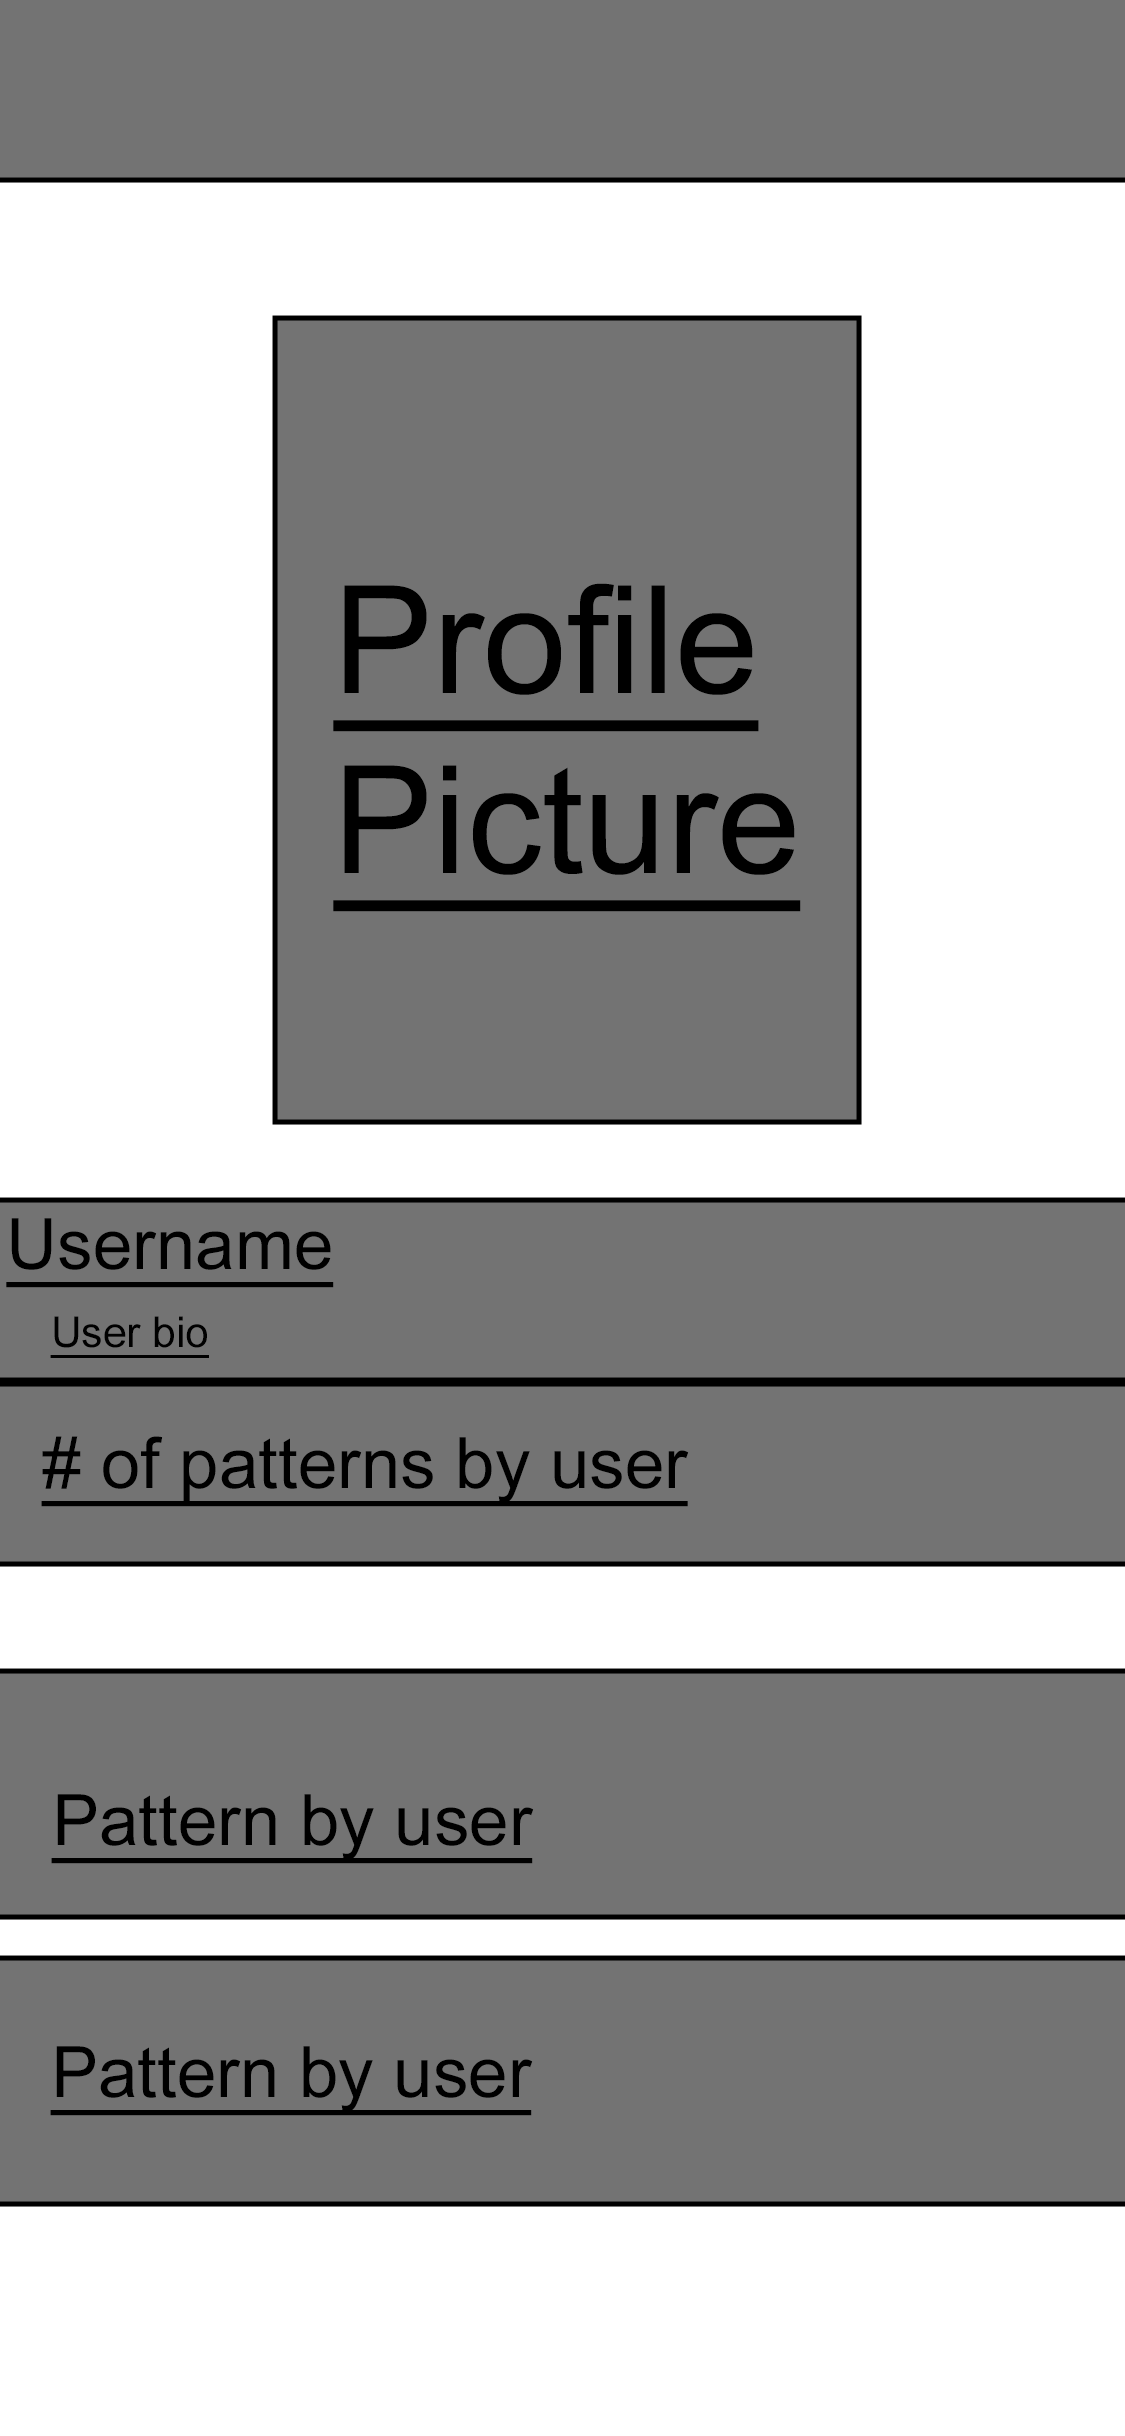 Profile
Picture
Username
User bio
# of patterns by user
Pattern by user
Pattern by user